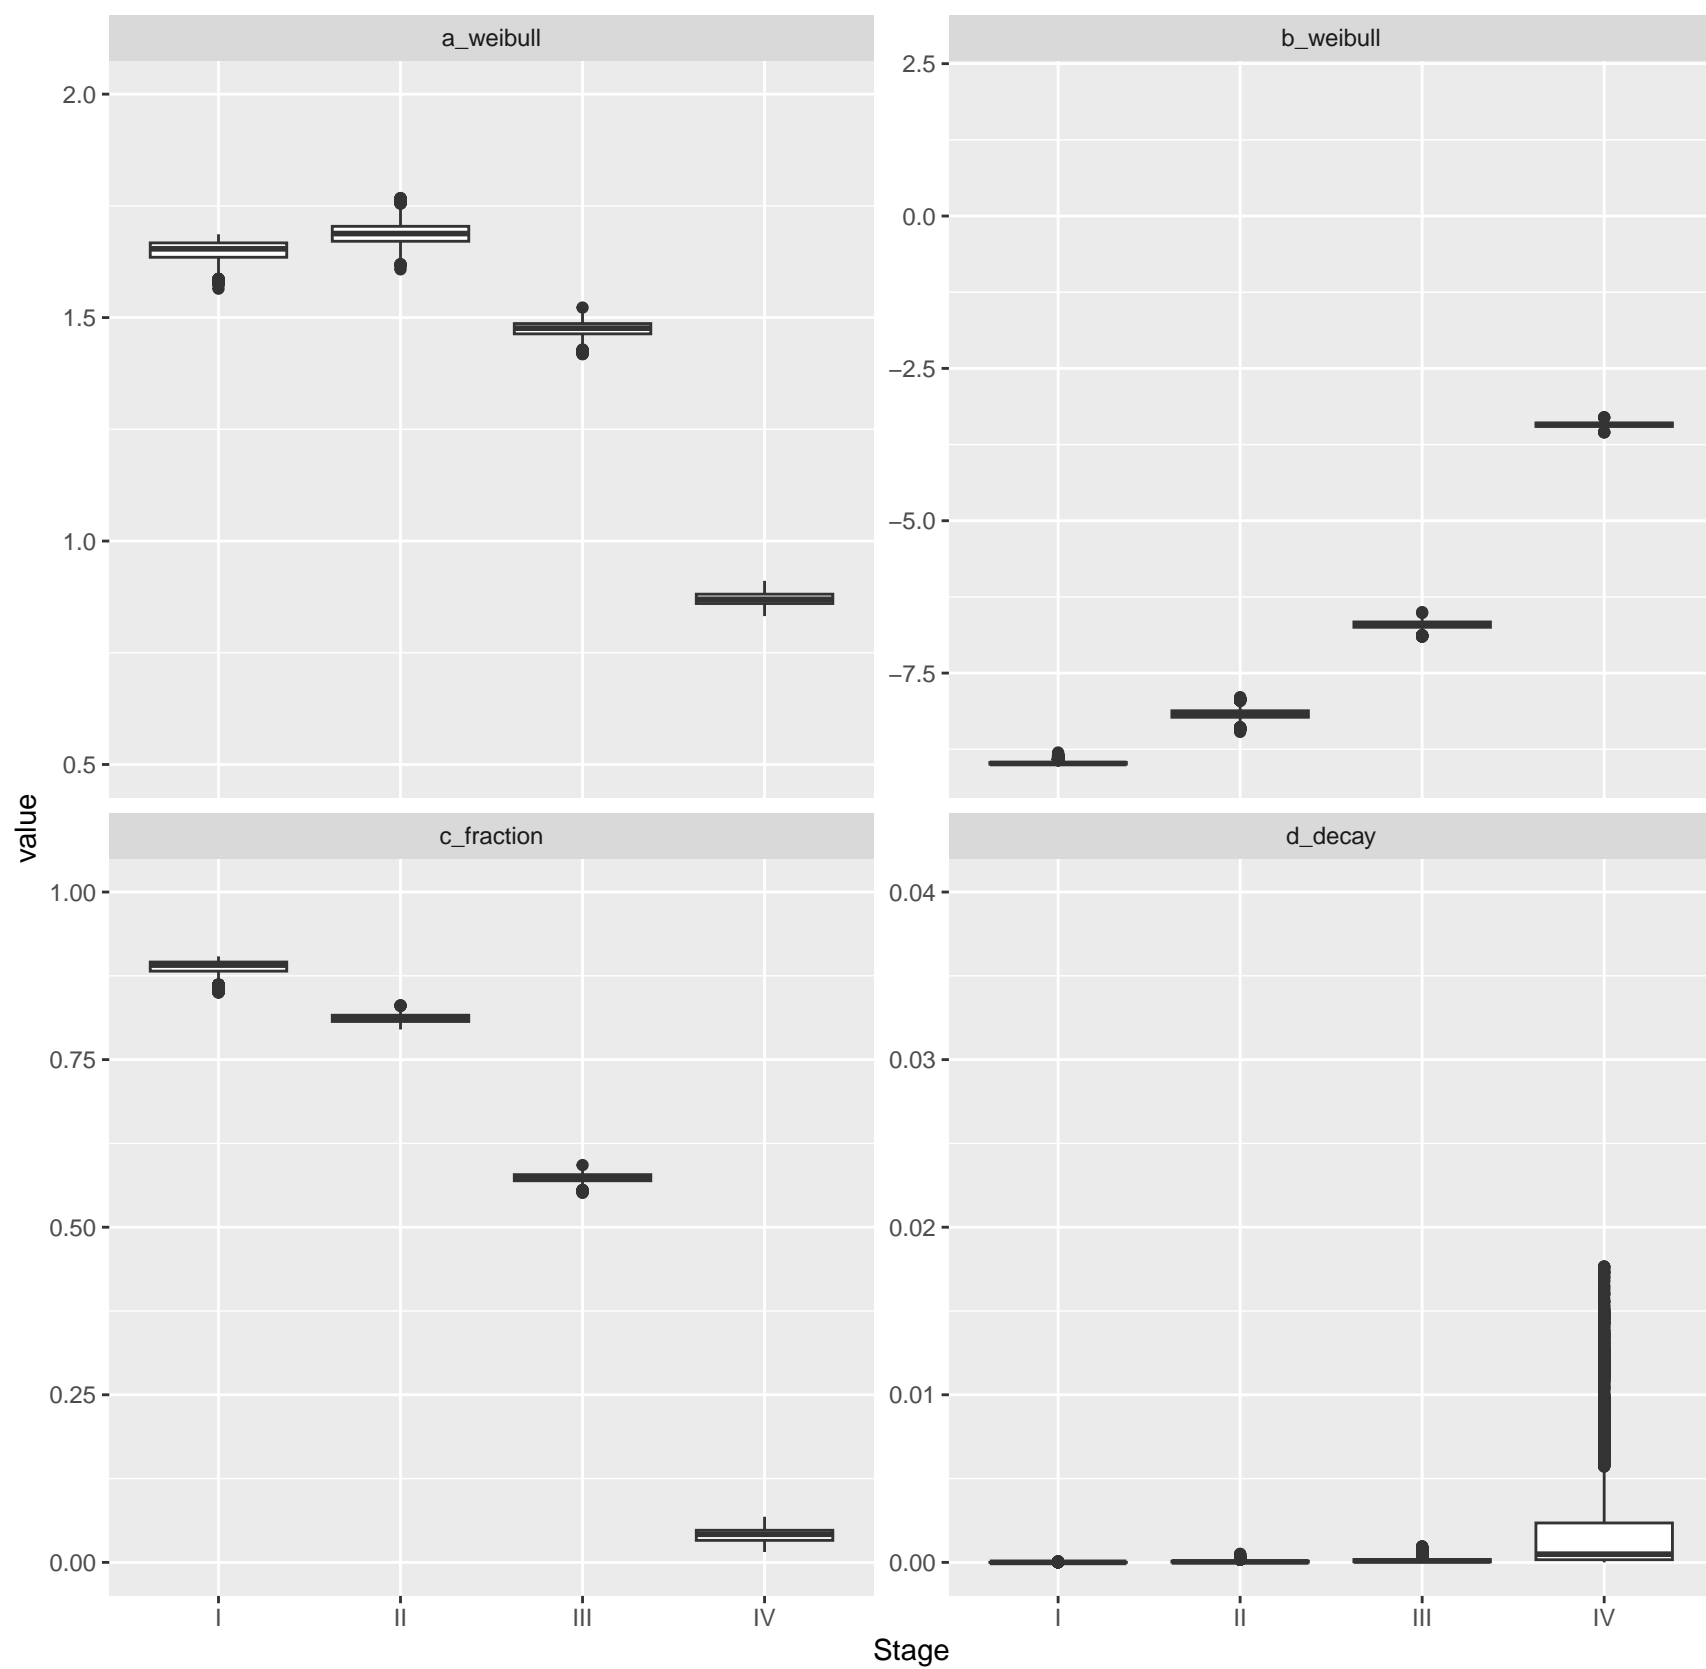 a_weibull
b_weibull
2.0
1.5
1.0
0.5
2.5
0.0
−2.5
−5.0
−7.5
value
c_fraction
d_decay
1.00
0.75
0.50
0.25
0.00
0.04
0.03
0.02
0.01
0.00
I II III IV
I II III IV
Stage